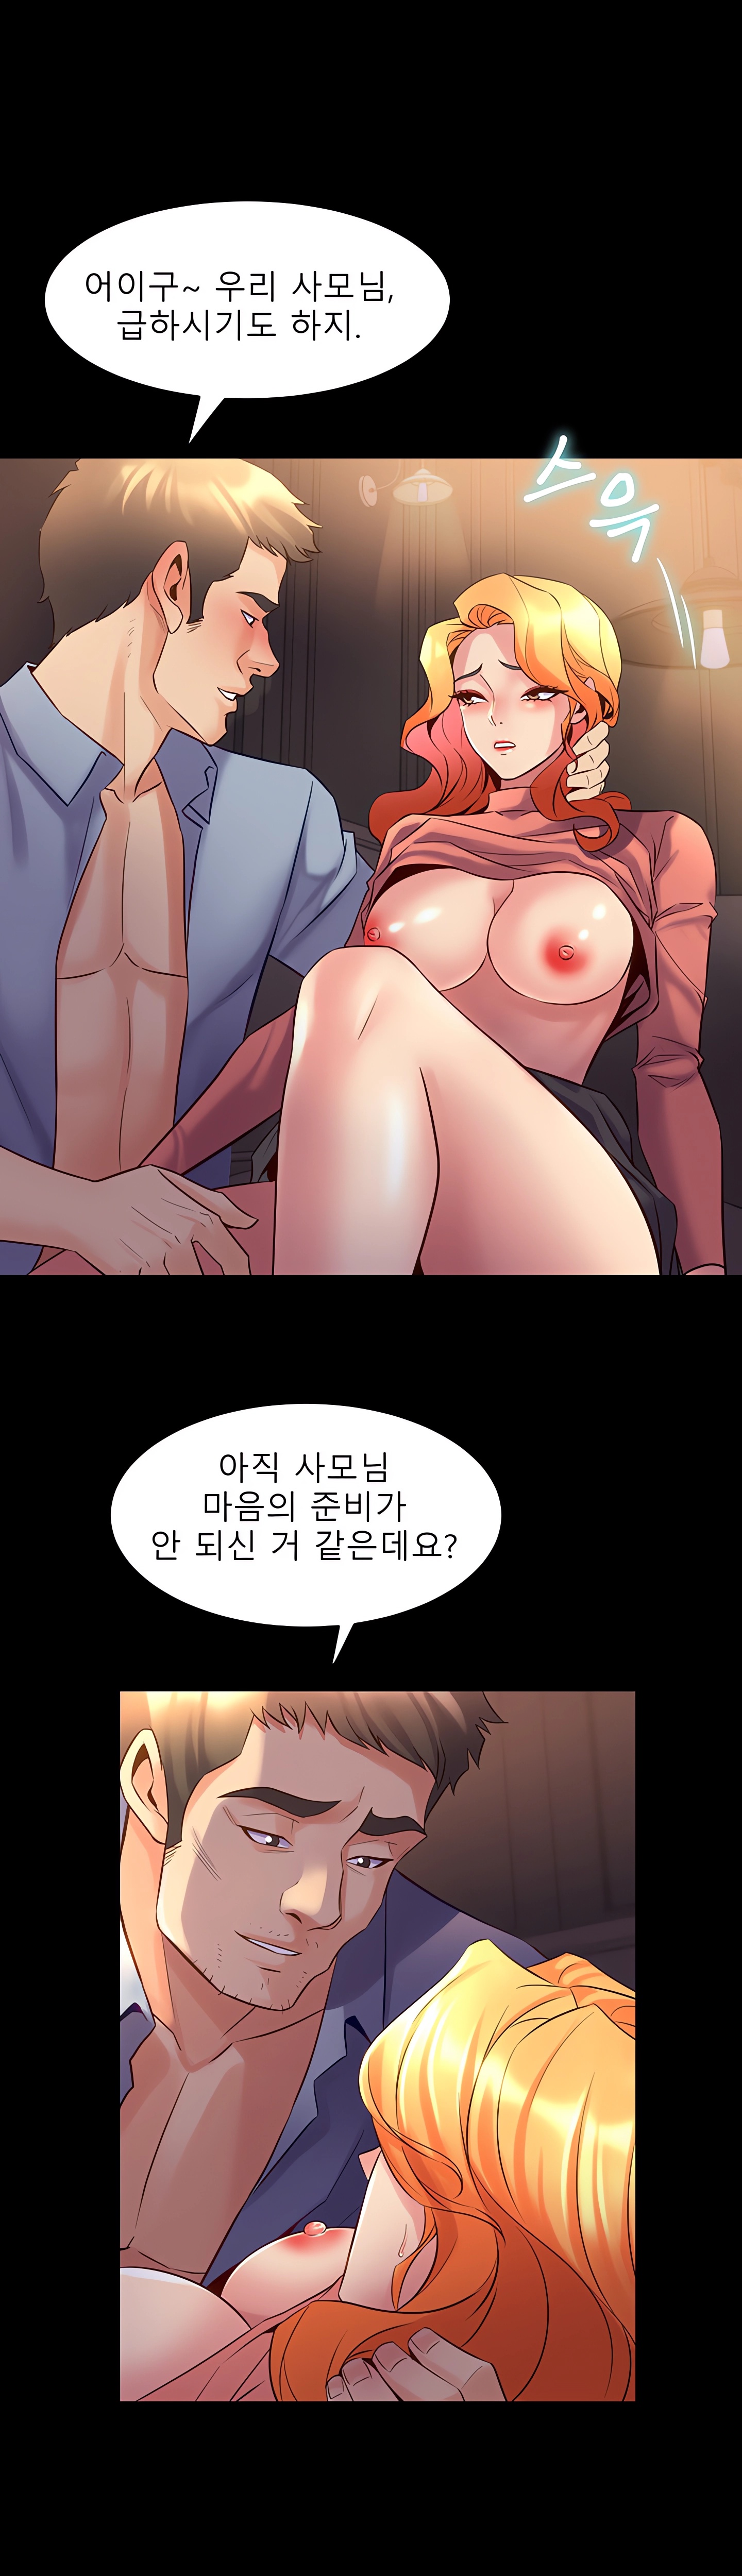 어이구~ 우리 사모님,
급하시기도 하지.
스윽
아직 사모님
마음의 준비가
안 되신 거 같은데요?